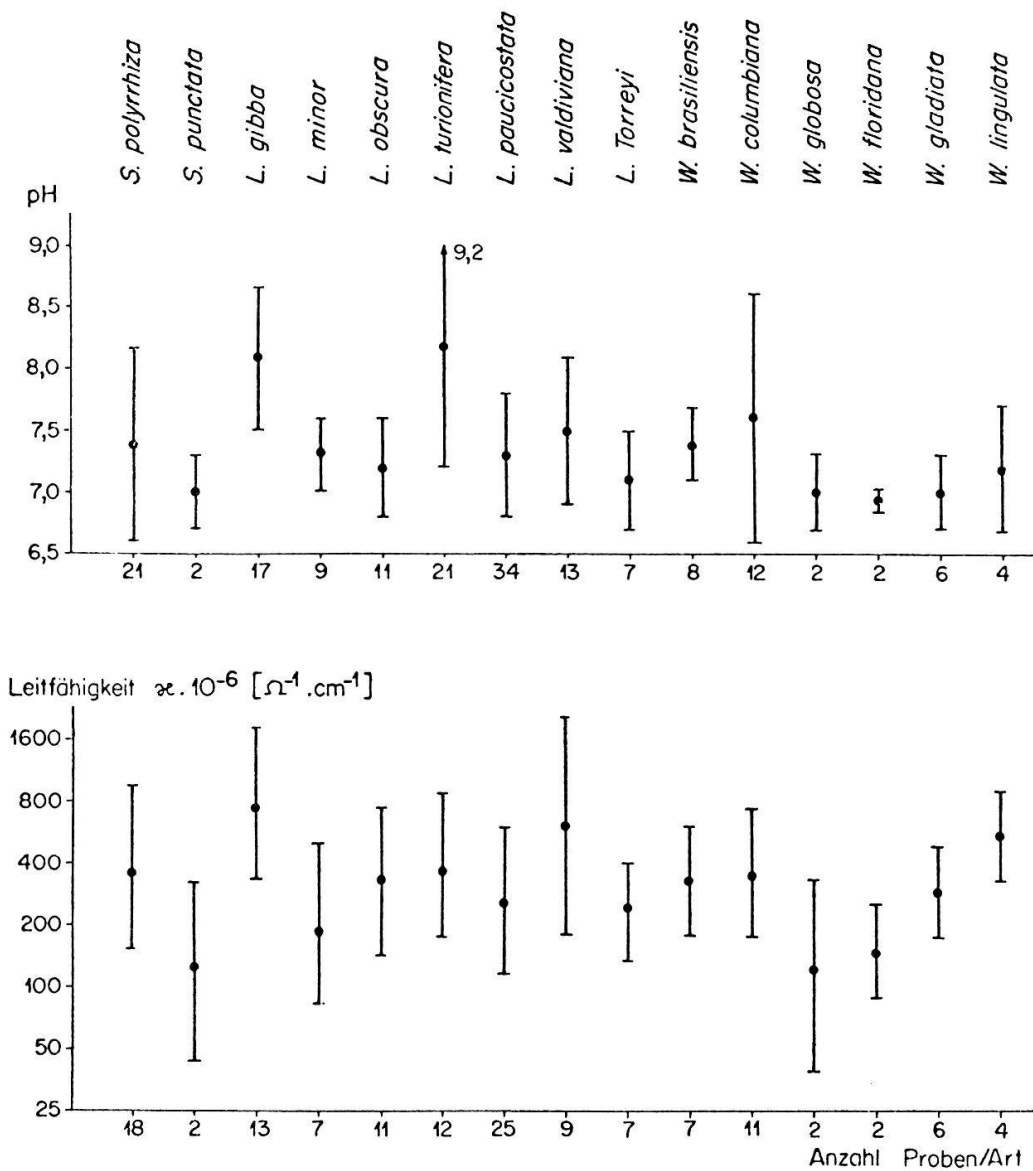 S. polyrrhiza
S. punctata
L. gibba
L. minor
L. obscura
L. turionifera
L. paucicostata
L. valdiviana
L. Torreyi
W. brasiliensis
W. columbiana
W. globosa
W. floridana
W. gladiata
W. lingulata
pH
9,0
9,2
8,5
8,0
7,5
7,0
6,5
21 2 17 9 11 21 34 13 7 8 12 2 2 6 4
Leitfähigkeit ϰ.10⁻⁶ [Ω⁻¹.cm⁻¹]
1600
800
400
200
100
50
25
18 2 13 7 11 12 25 9 7 7 11 2 2 6 4
Anzahl Proben/Art